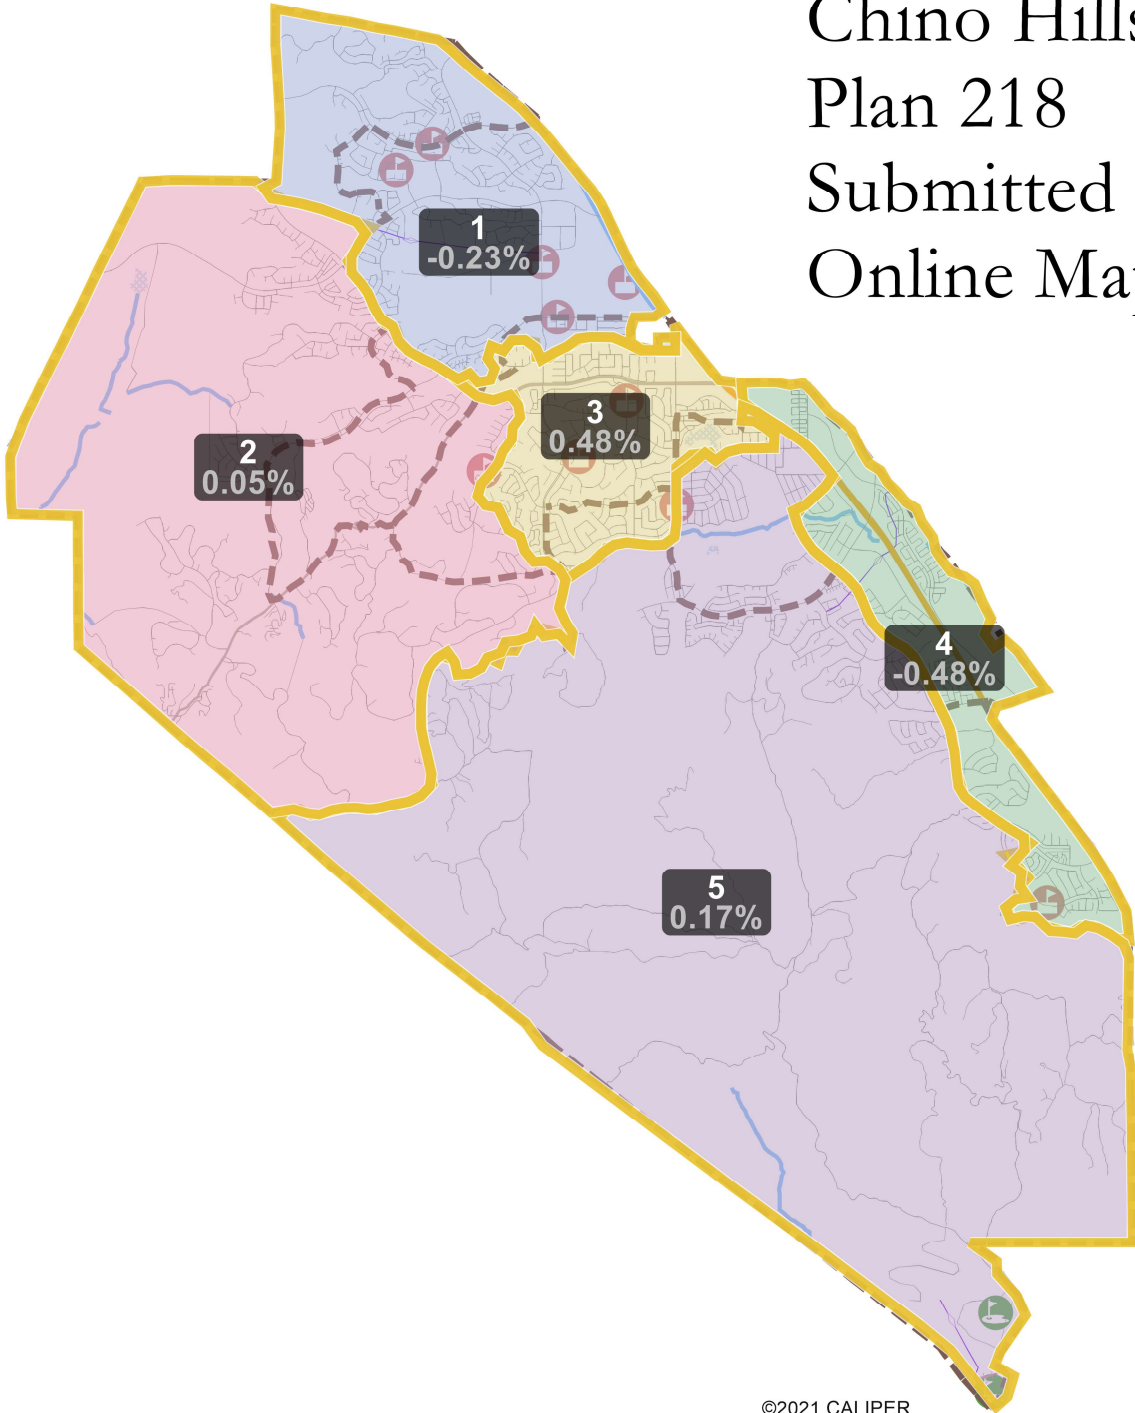 Chino Hills
Plan 218
Submitted
Online Ma
1
-0.23%
2
0.05%
3
0.48%
4
-0.48%
5
0.17%
©2021 CALIPER